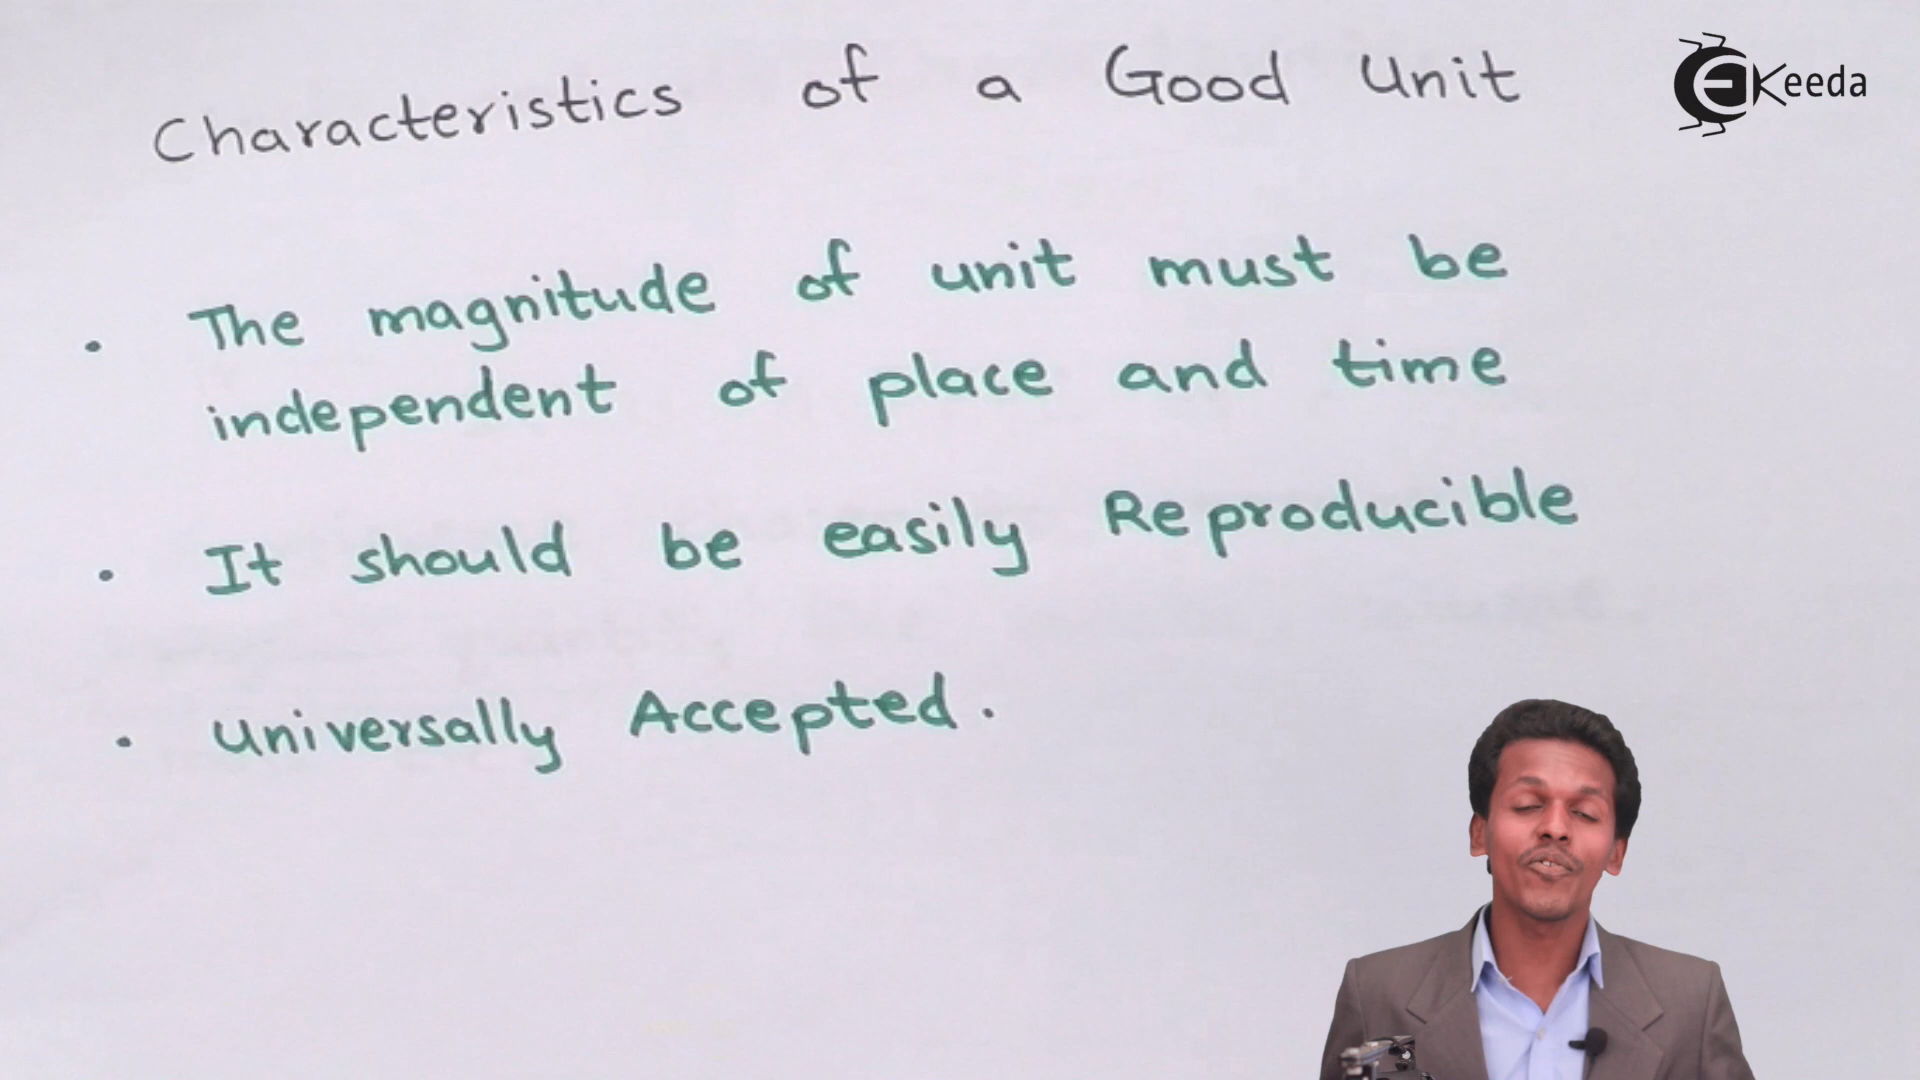 Characteristics of a Good Unit
EKeeda
• The magnitude of unit must be
independent of place and time
• It should be easily Reproducible
• Universally Accepted.